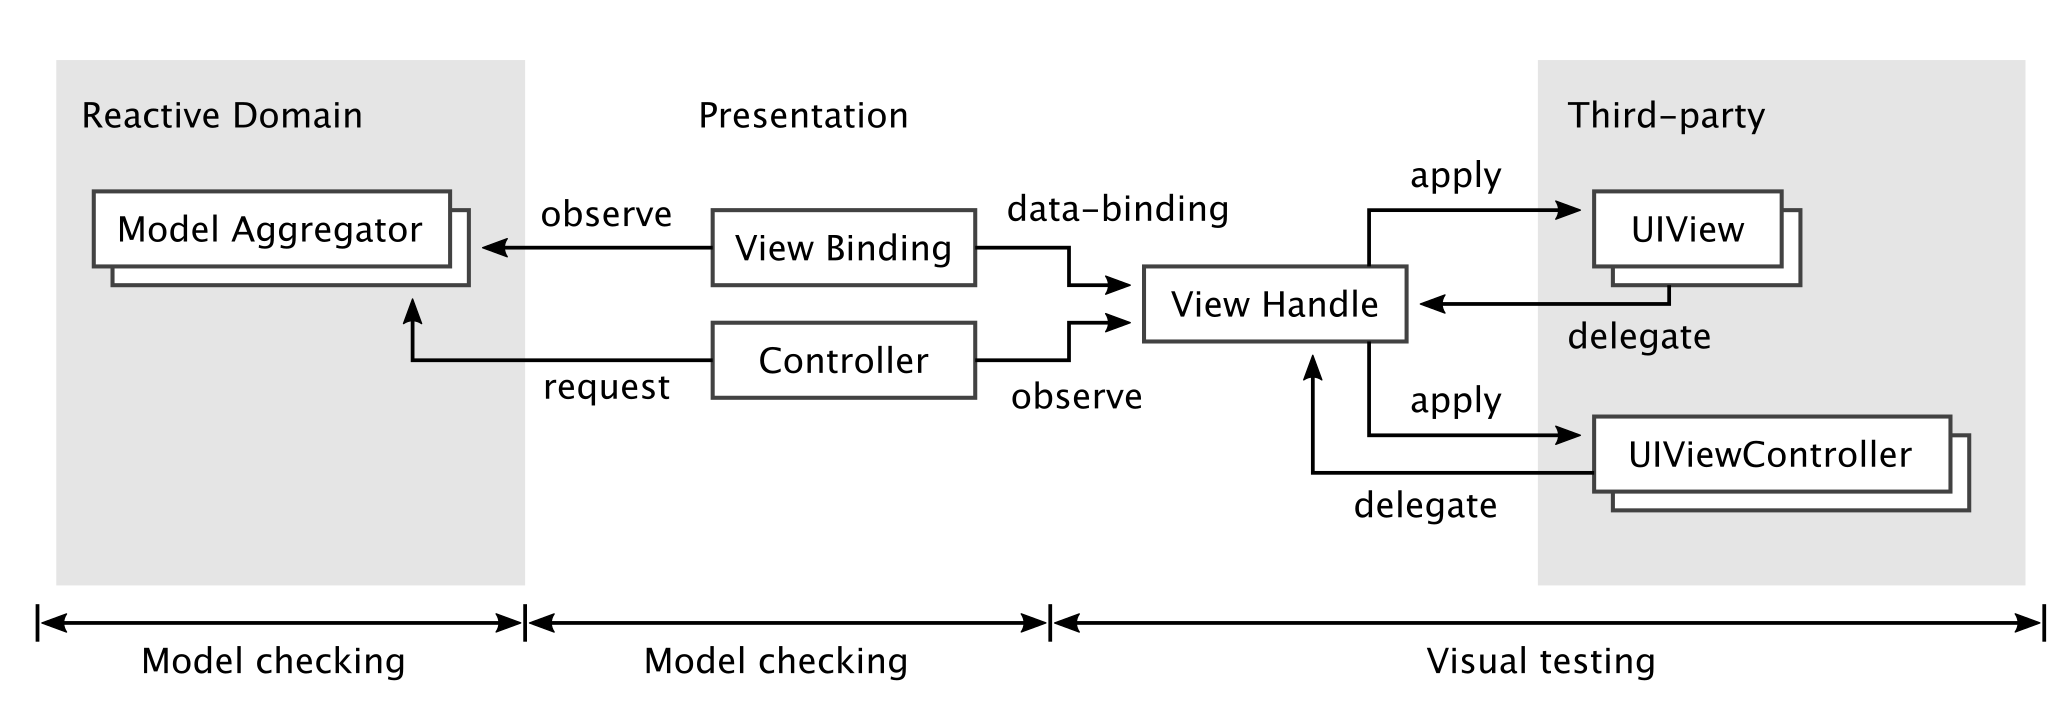 Reactive Domain
Presentation
Third-party
Model Aggregator
observe
View Binding
data-binding
apply
UIView
View Handle
delegate
request
Controller
observe
apply
UIViewController
delegate
Model checking
Model checking
Visual testing